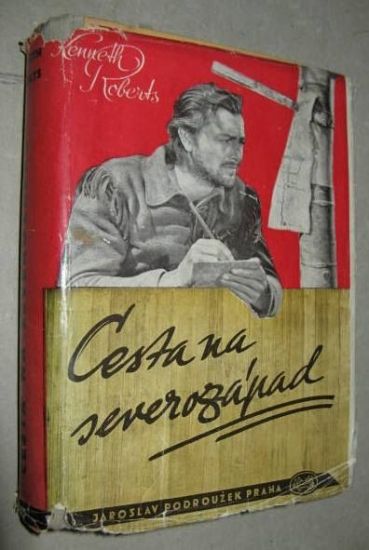 Kenneth
Roberts
Cesta na
severozápad
JAROSLAV PODROUŽEK PRAHA